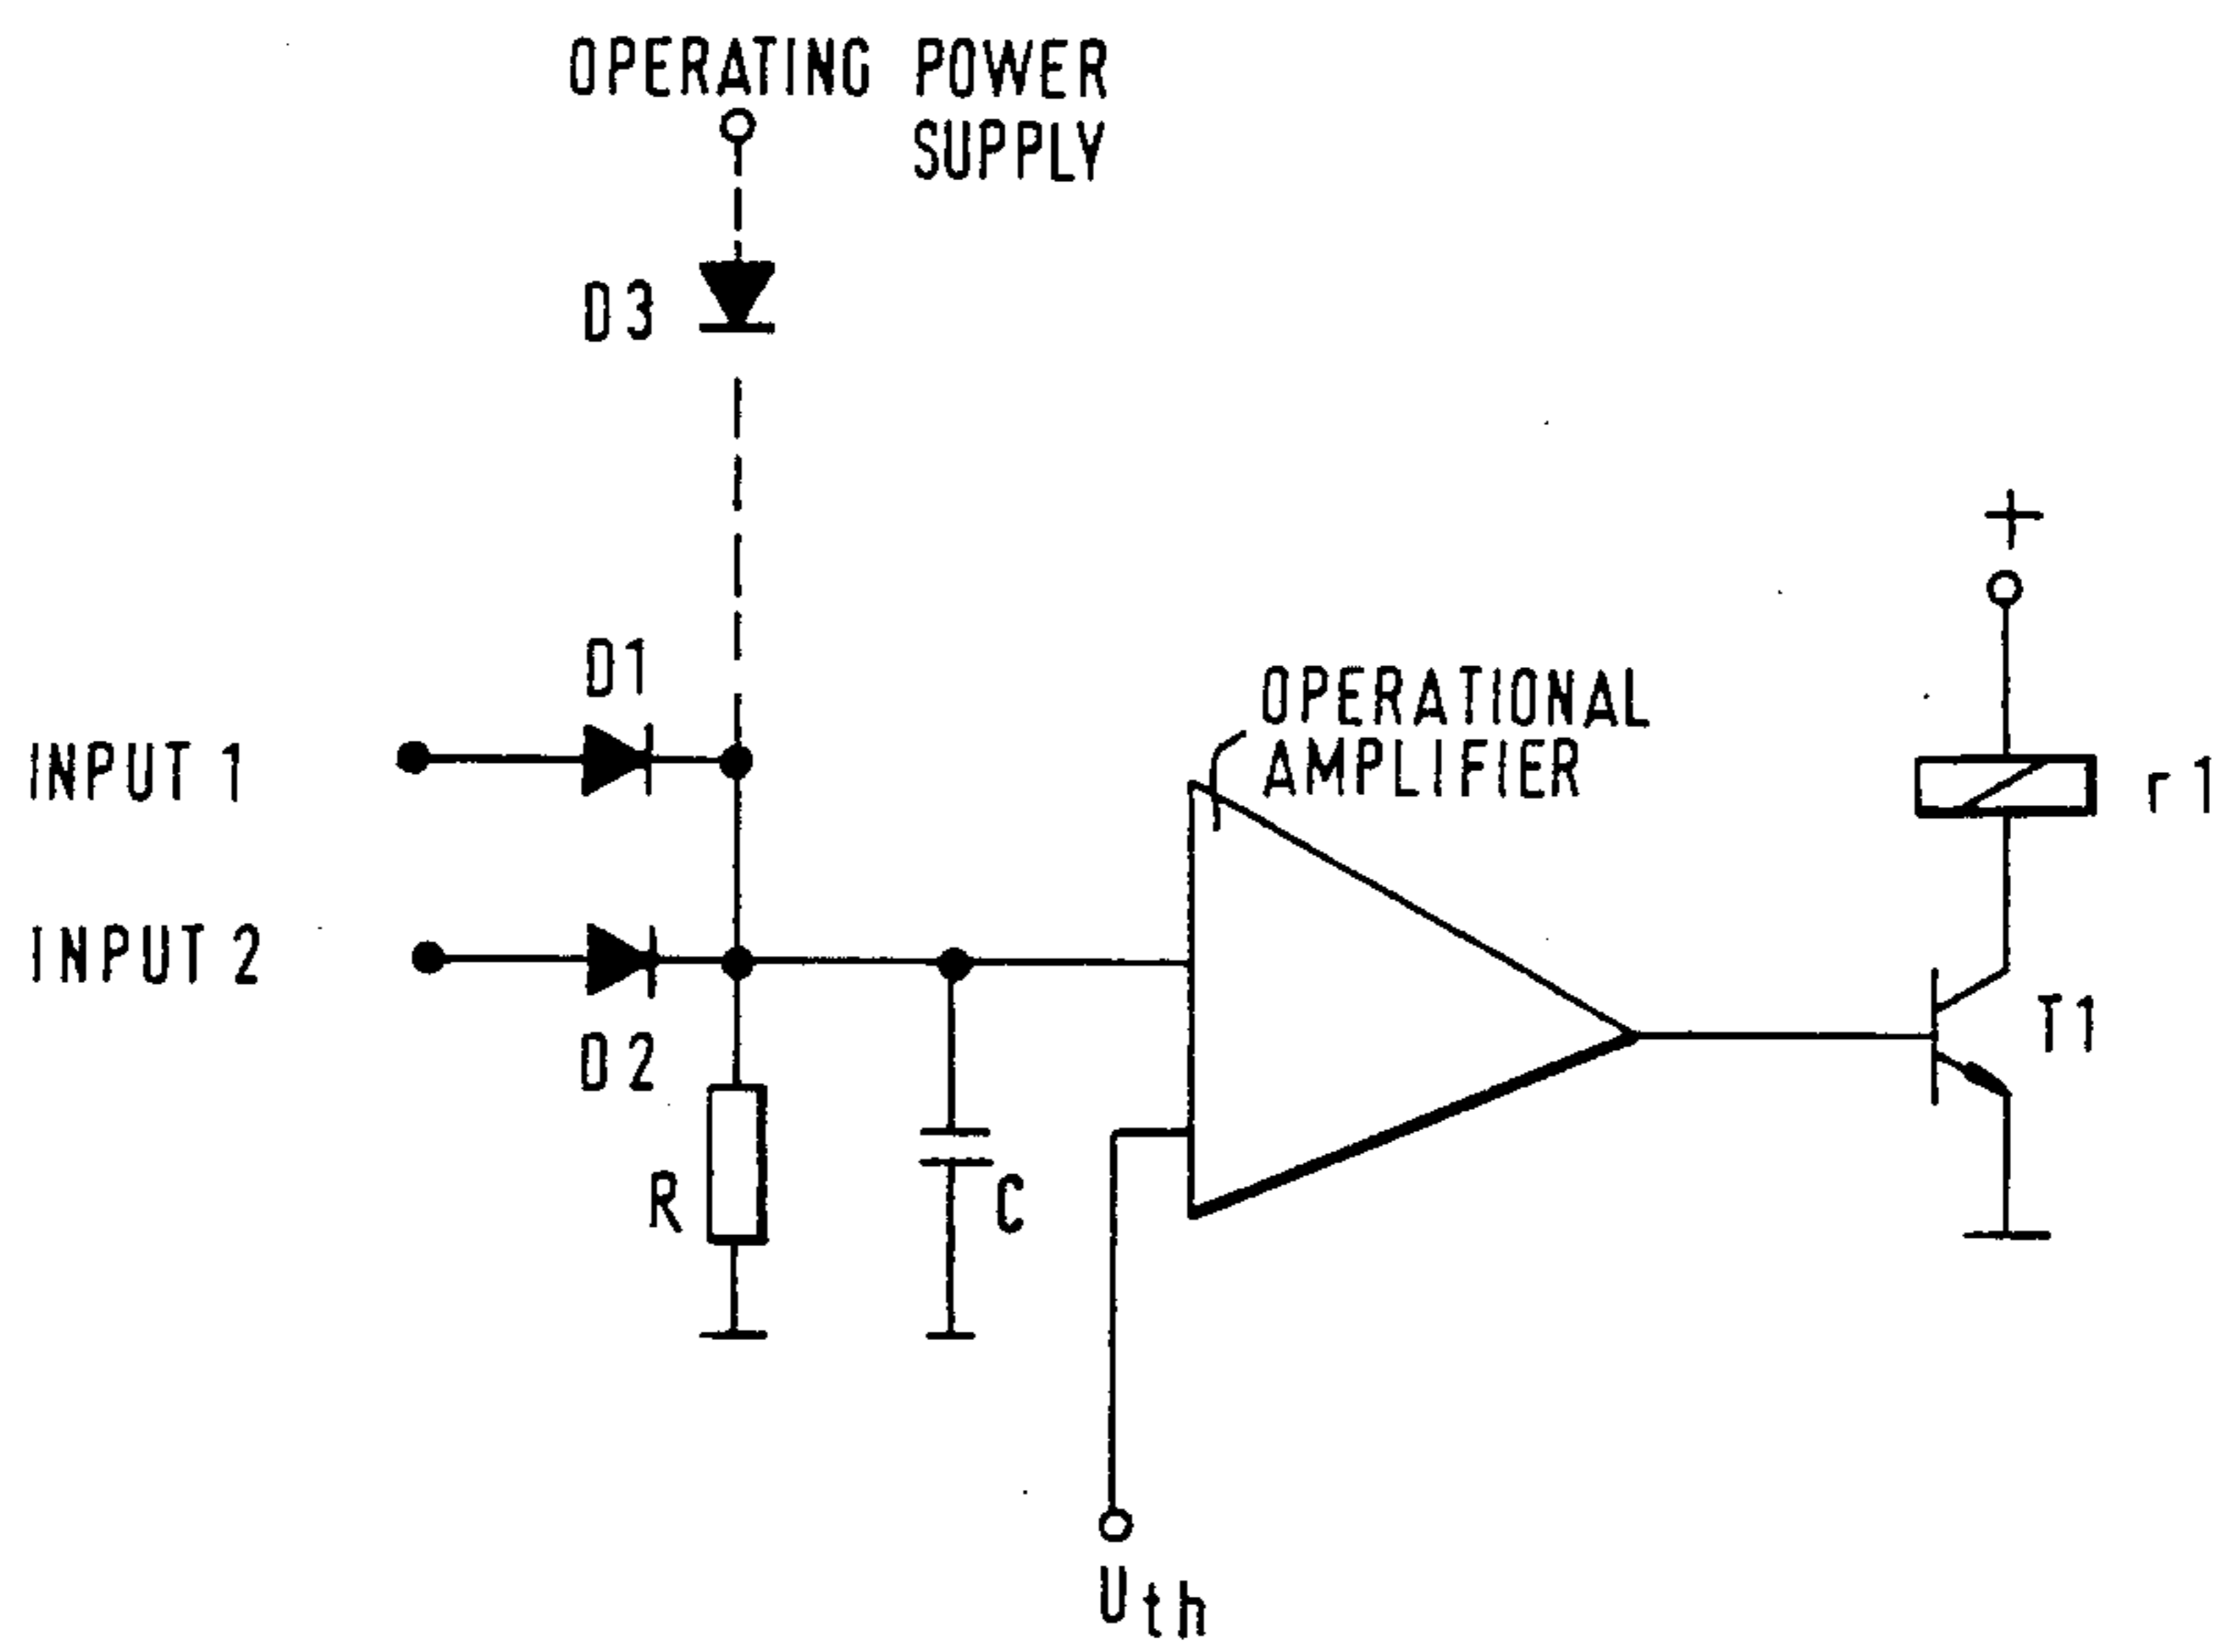 OPERATING POWER
SUPPLY
D3
D1
INPUT 1
OPERATIONAL
AMPLIFIER
+
r1
INPUT 2
D2
T1
R
C
Uth